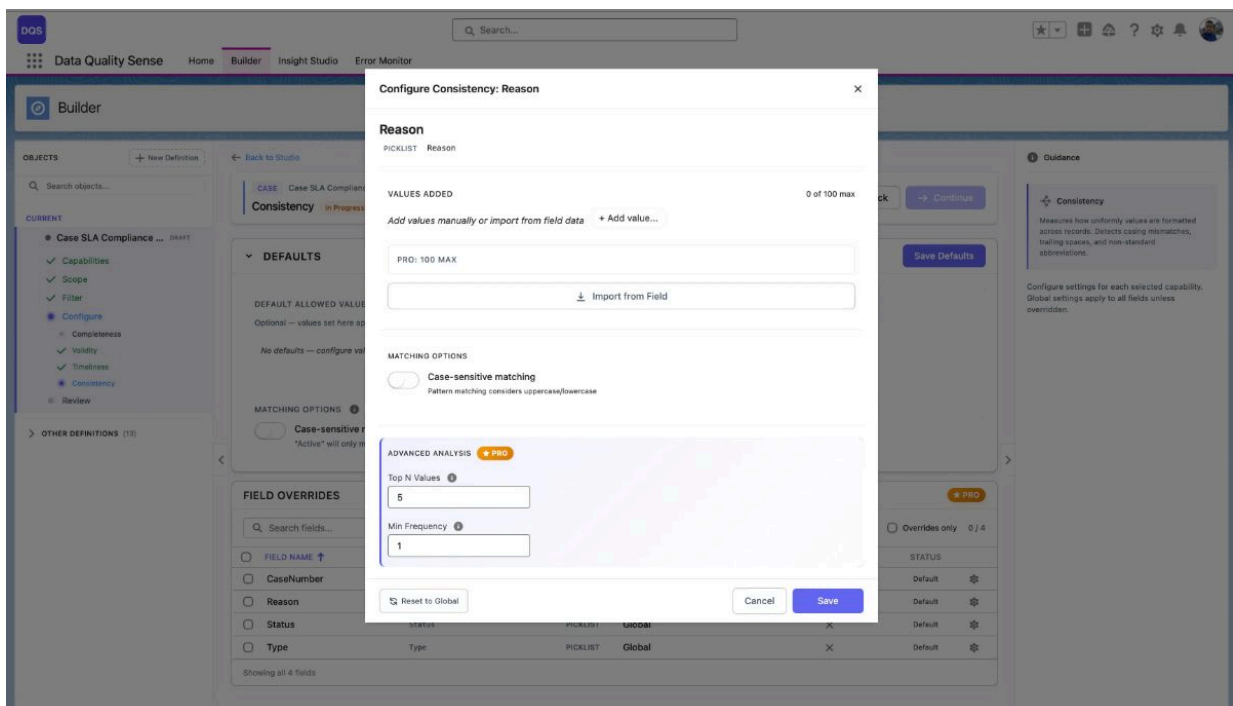 DQS
Search...
Data Quality Sense Home Builder Insight Studio Error Monitor
Builder
OBJECTS + New Definition
Search objects...
CURRENT
Case SLA Compliance ... DRAFT
Capabilities
Scope
Filter
Configure
Completeness
Validity
Timeliness
Consistency
Review
OTHER DEFINITIONS (13)
← Back to Studio
CASE Case SLA Complian
Consistency In Progress
ck → Continue
DEFAULTS
Save Defaults
DEFAULT ALLOWED VALUE
Optional — values set here ap
No defaults — configure val
MATCHING OPTIONS
Case-sensitive r
"Active" will only m
FIELD OVERRIDES
PRO
Search fields...
Overrides only 0 / 4
FIELD NAME ↑ STATUS
CaseNumber Default
Reason Default
Status Status PICKLIST Global Default
Type Type PICKLIST Global Default
Showing all 4 fields
Configure Consistency: Reason
Reason
PICKLIST Reason
VALUES ADDED 0 of 100 max
Add values manually or import from field data + Add value...
PRO: 100 MAX
Import from Field
MATCHING OPTIONS
Case-sensitive matching
Pattern matching considers uppercase/lowercase
ADVANCED ANALYSIS PRO
Top N Values
5
Min Frequency
1
Reset to Global Cancel Save
Guidance
Consistency
Measures how uniformly values are formatted
across records. Detects casing mismatches,
trailing spaces, and non-standard
abbreviations.
Configure settings for each selected capability.
Global settings apply to all fields unless
overridden.